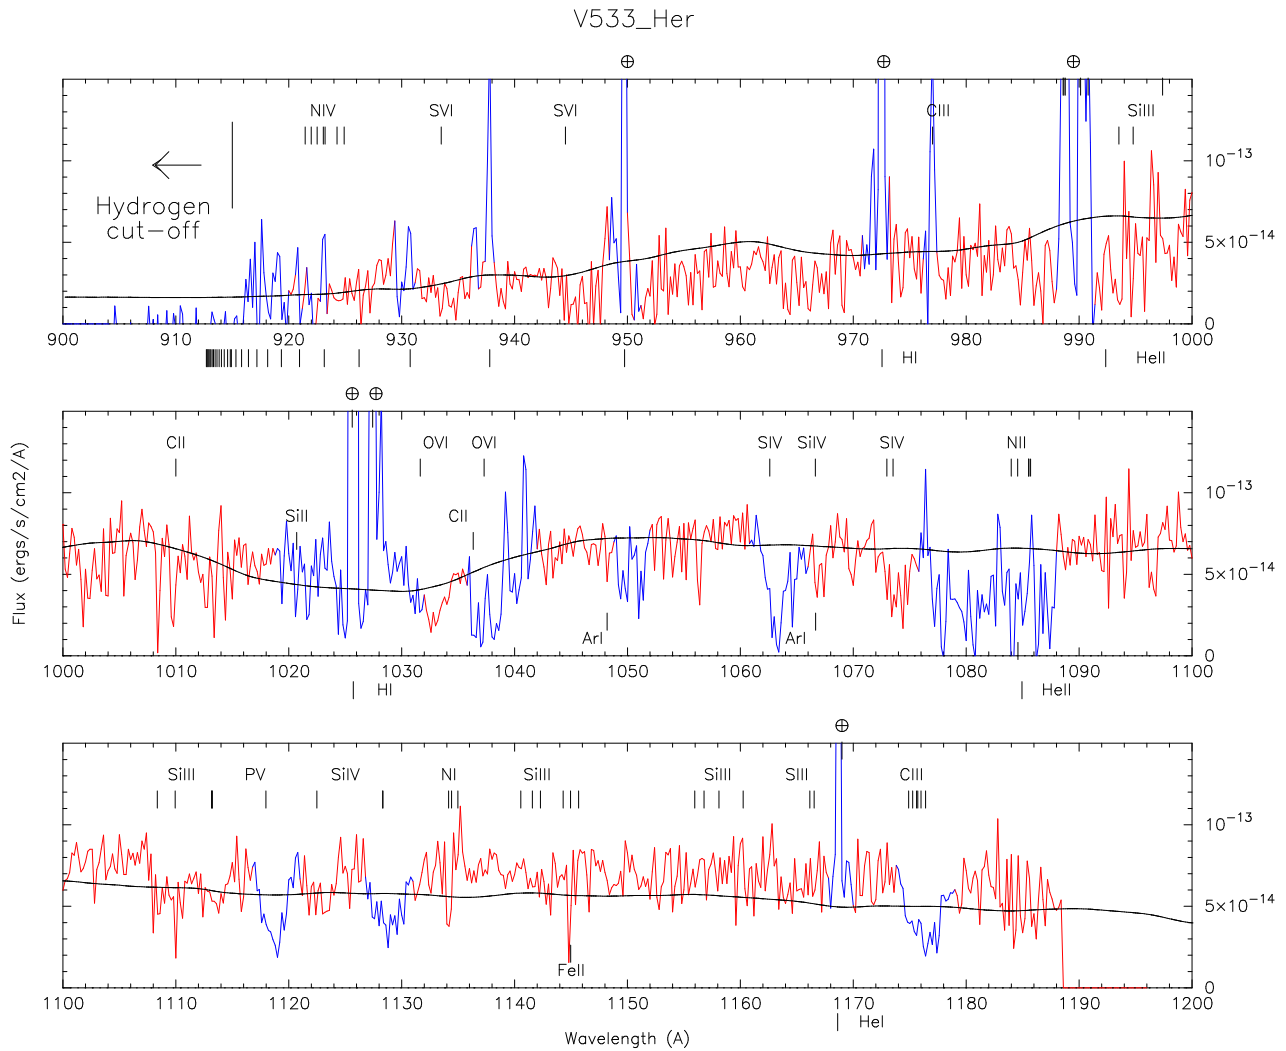 V533_Her
⊕ ⊕ ⊕
NIV SVI SVI CIII SiIII
10−13
Hydrogen
cut−off
5×10−14
0
900 910 920 930 940 950 960 970 980 990 1000
HI HeII
⊕ ⊕
CII OVI OVI SIV SiIV SIV NII
10−13
SiII CII
5×10−14
ArI ArI
0
1000 1010 1020 1030 1040 1050 1060 1070 1080 1090 1100
HI HeII
Flux (ergs/s/cm2/A)
⊕
SiIII PV SiIV NI SiIII SiIII SIII CIII
10−13
5×10−14
FeII
0
1100 1110 1120 1130 1140 1150 1160 1170 1180 1190 1200
HeI
Wavelength (A)